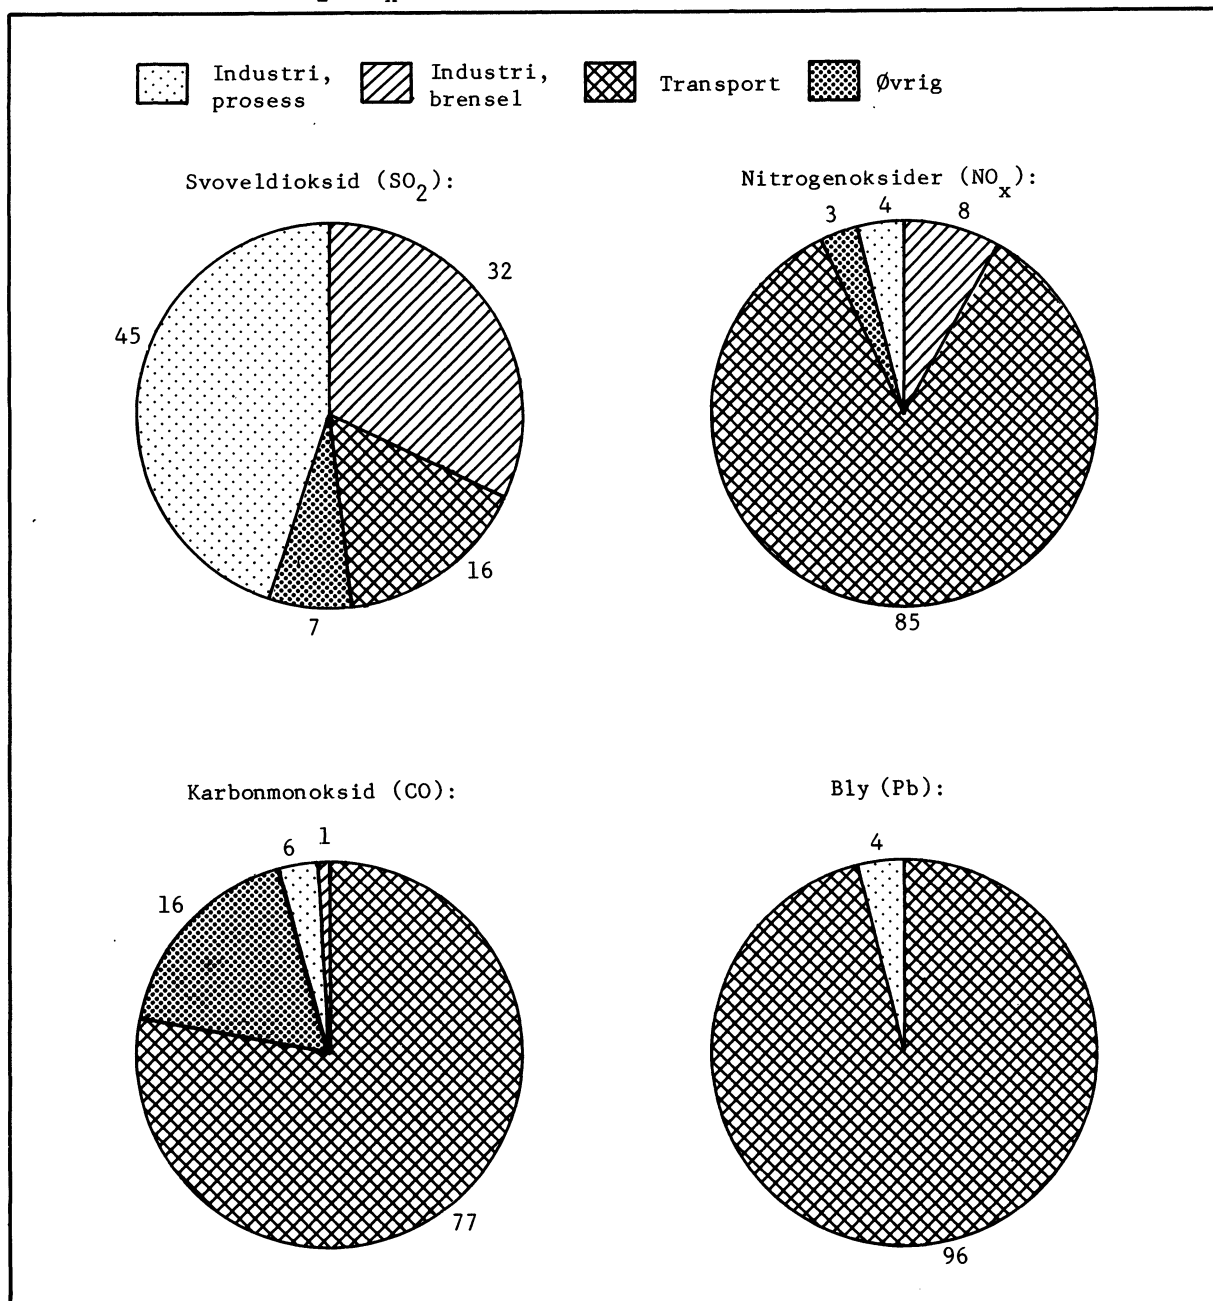 Industri, prosess
Industri, brensel
Transport
Øvrig
Svoveldioksid (SO2):
32
45
16
7
Nitrogenoksider (NOx):
3
4
8
85
Karbonmonoksid (CO):
6
1
16
77
Bly (Pb):
4
96